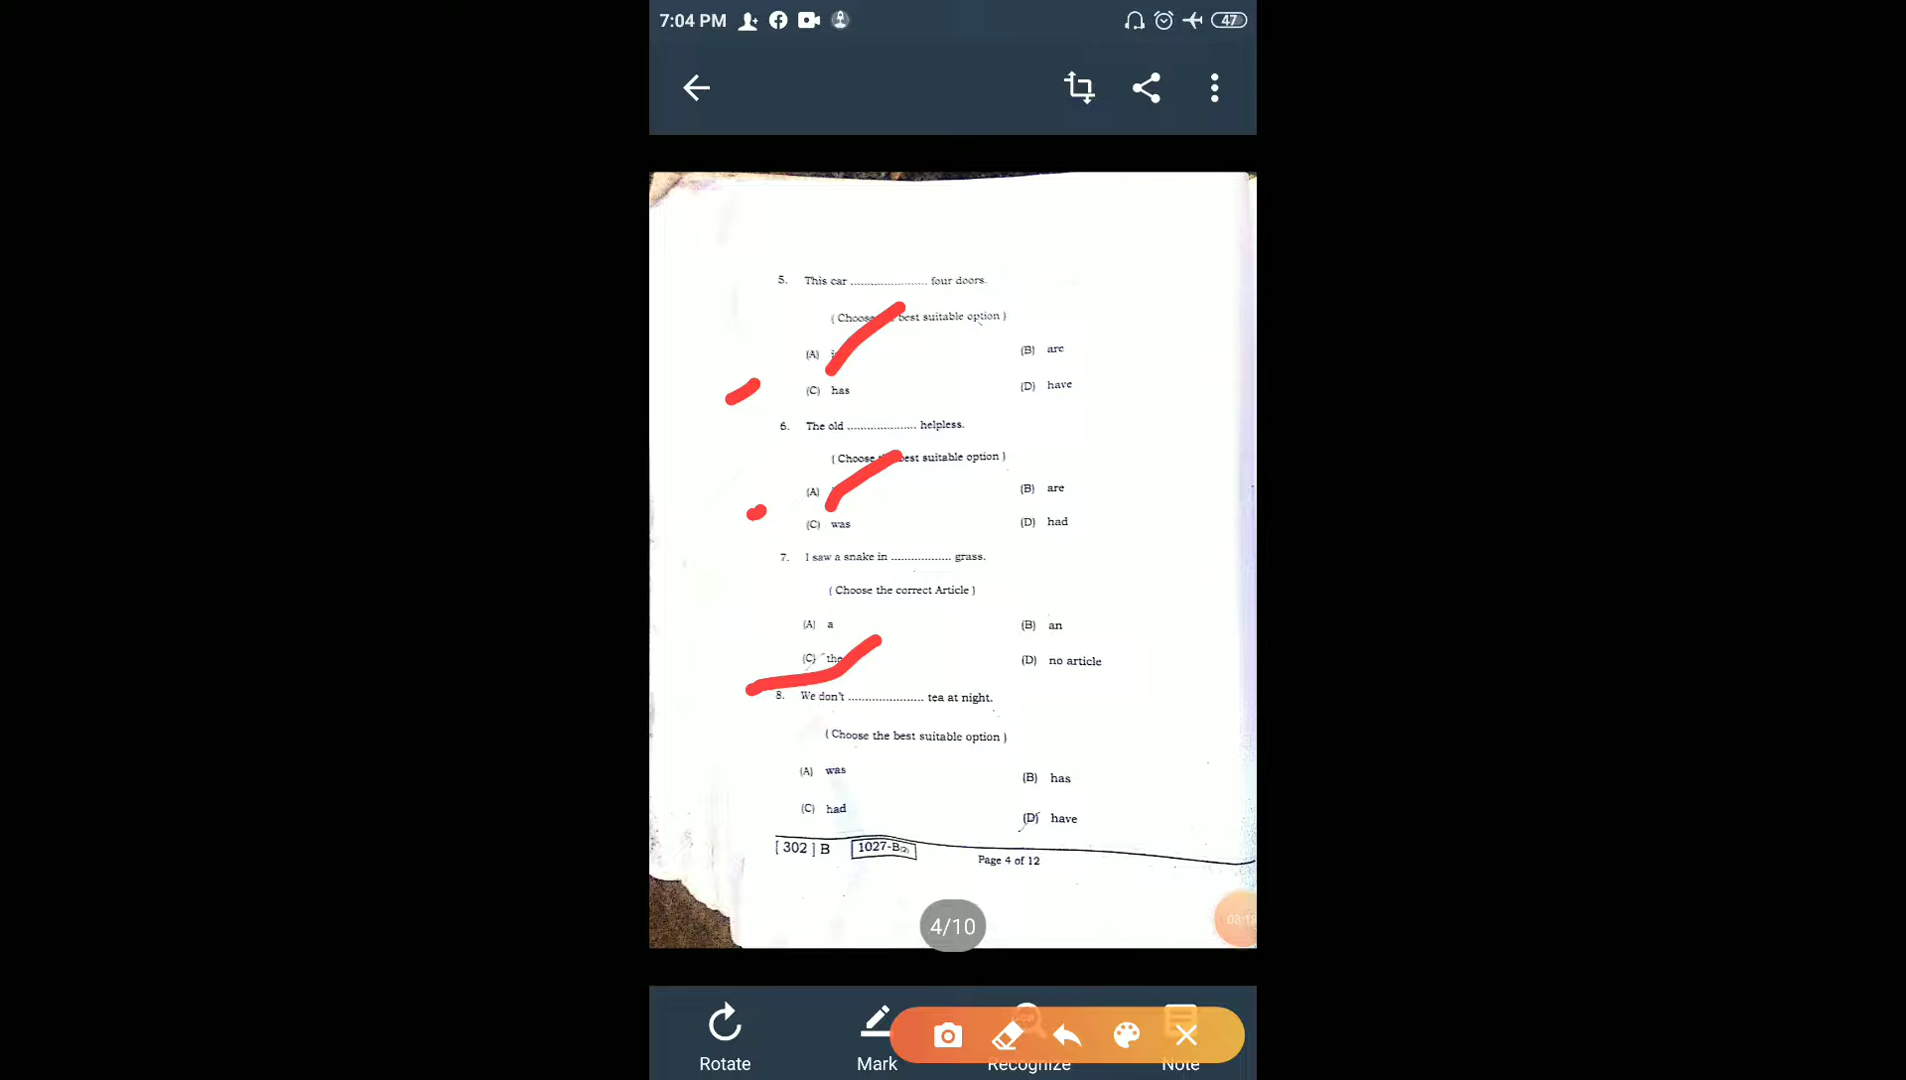 7:04 PM 47
5. This car ........................ four doors.
( Choose best suitable option )
(A) (B) are
(C) has (D) have
6. The old ..................... helpless.
( Choose best suitable option )
(A) (B) are
(C) was (D) had
7. I saw a snake in .................. grass.
( Choose the correct Article )
(A) a (B) an
(C) the (D) no article
8. We don't ....................... tea at night.
( Choose the best suitable option )
(A) was (B) has
(C) had (D) have
[ 302 ] B 1027-B(2) Page 4 of 12
4/10
Rotate Mark Recognize Note